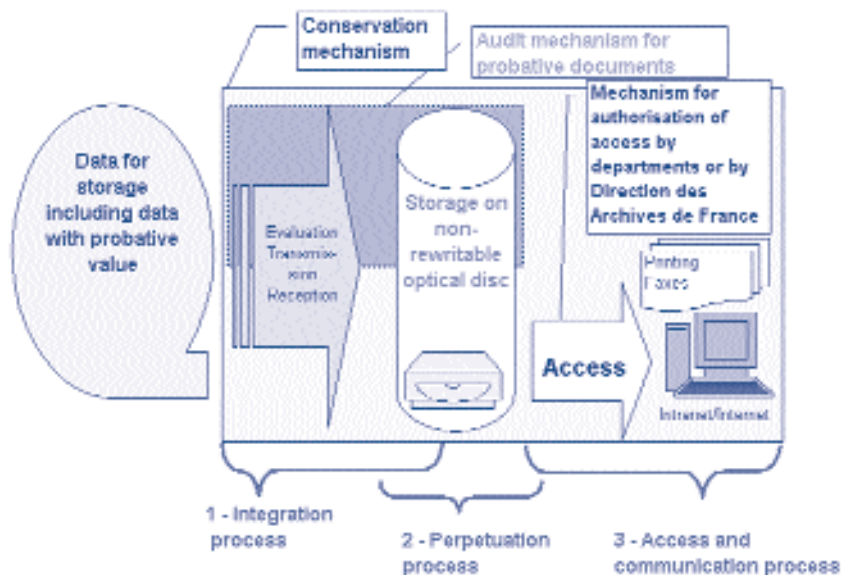 Conservation
mechanism
Audit mechanism for
probative documents
Mechanism for
authorisation of
access by
departments or by
Direction des
Archives de France
Data for
storage
including data
with probative
value
Evaluation
Transmis-
sion
Reception
Storage on
non-
rewritable
optical disc
Printing
Faxes
Access
Intranet/Internet
1 - Integration
process
2 - Perpetuation
process
3 - Access and
communication process